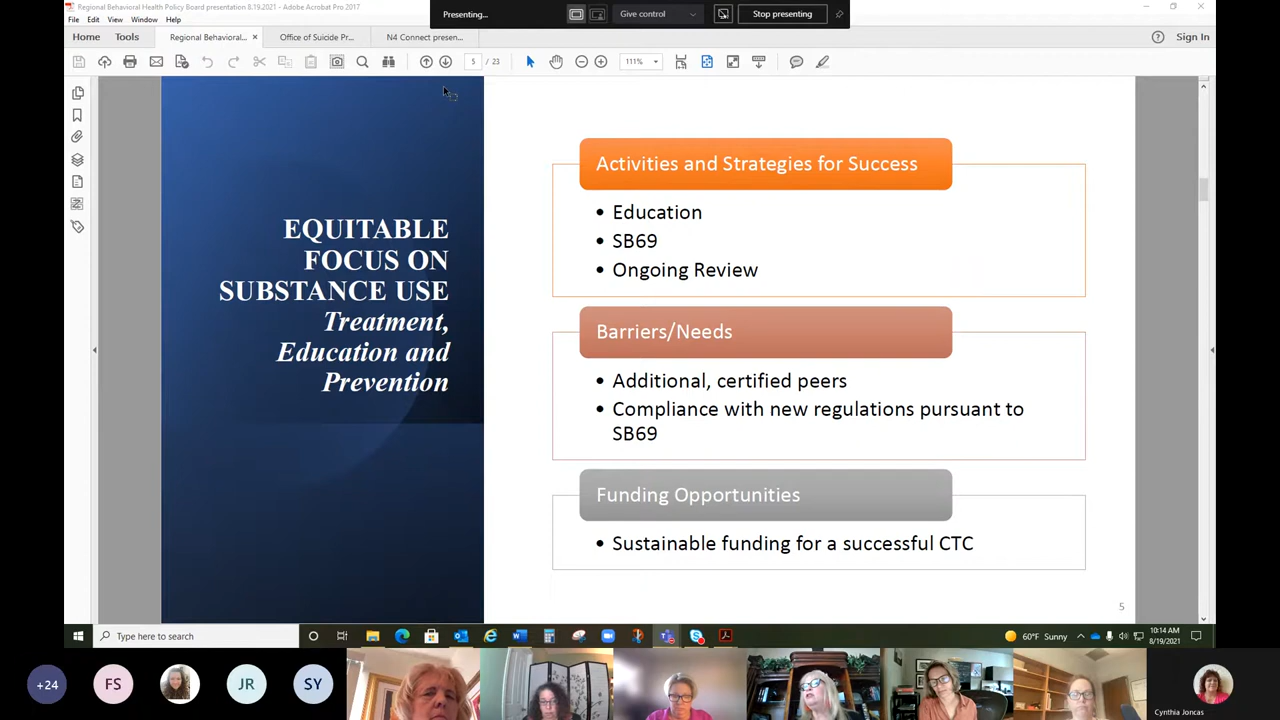 Regional Behavioral Health Policy Board presentation 8.19.2021 - Adobe Acrobat Pro 2017
Presenting...
Give control
Stop presenting
File Edit View Window Help
Home Tools Regional Behavioral... × Office of Suicide Pr... N4 Connect presen...
Sign In
5 / 23
111%
EQUITABLE
FOCUS ON
SUBSTANCE USE
Treatment,
Education and
Prevention
Activities and Strategies for Success
• Education
• SB69
• Ongoing Review
Barriers/Needs
• Additional, certified peers
• Compliance with new regulations pursuant to
SB69
Funding Opportunities
• Sustainable funding for a successful CTC
5
Type here to search
60°F Sunny
10:14 AM
8/19/2021
+24
FS
JR
SY
Cynthia Joncas